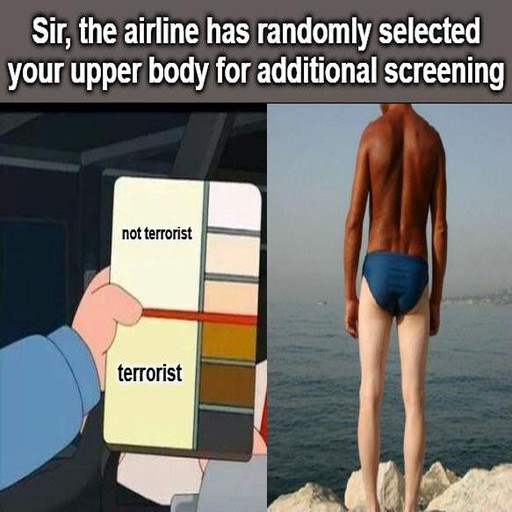 Sir, the airline has randomly selected
your upper body for additional screening
not terrorist
terrorist